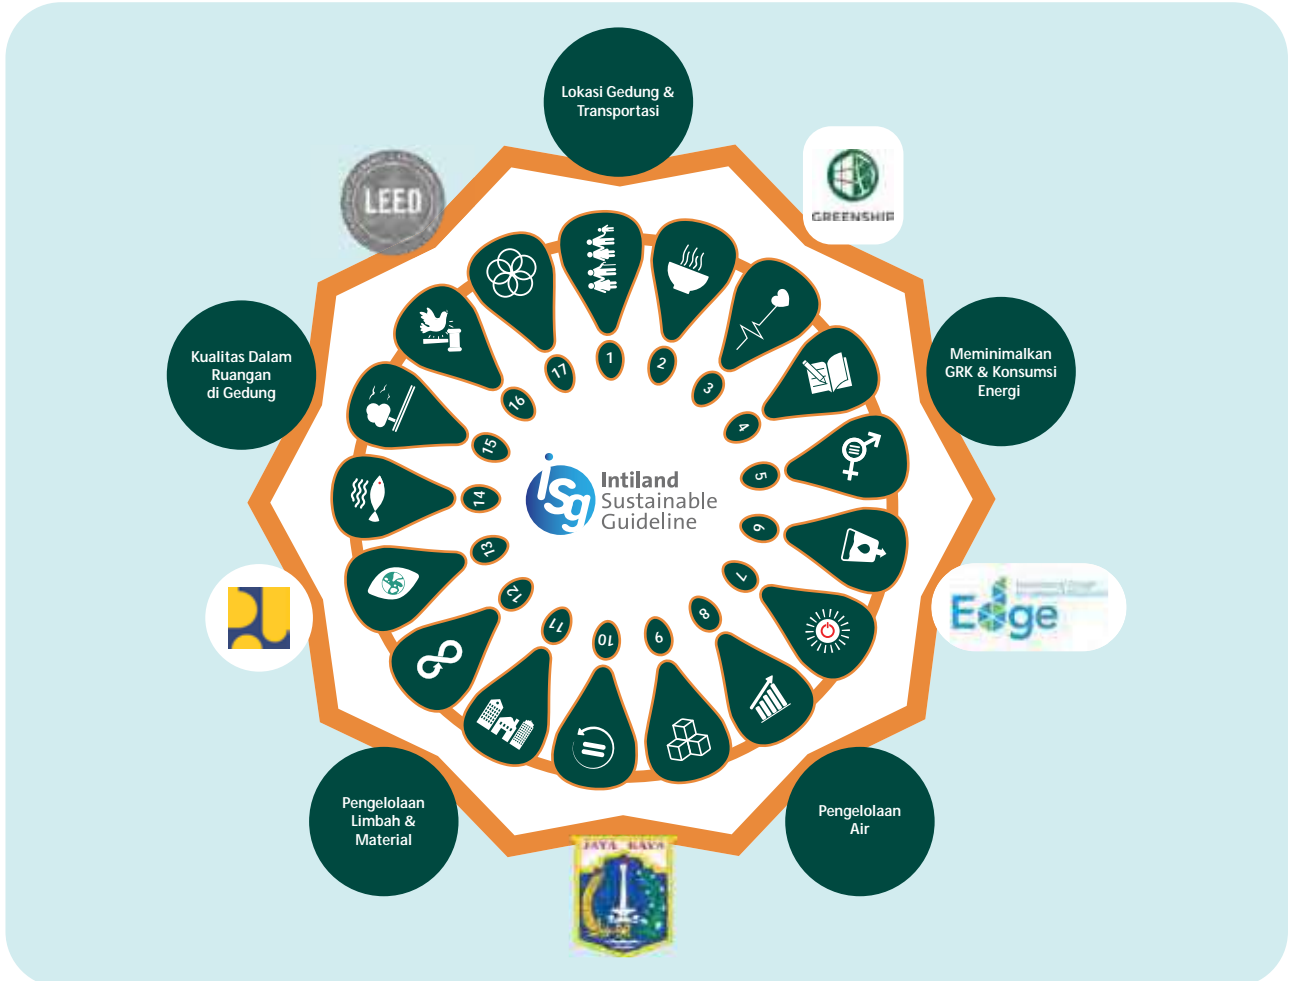 Lokasi Gedung &
Transportasi
LEED
GREENSHIP
Kualitas Dalam
Ruangan
di Gedung
Meminimalkan
GRK & Konsumsi
Energi
1
2
3
4
5
6
7
8
9
10
11
12
13
14
15
16
17
isg
Intiland
Sustainable
Guideline
Edge
Pengelolaan
Limbah &
Material
Pengelolaan
Air
JAYA RAYA